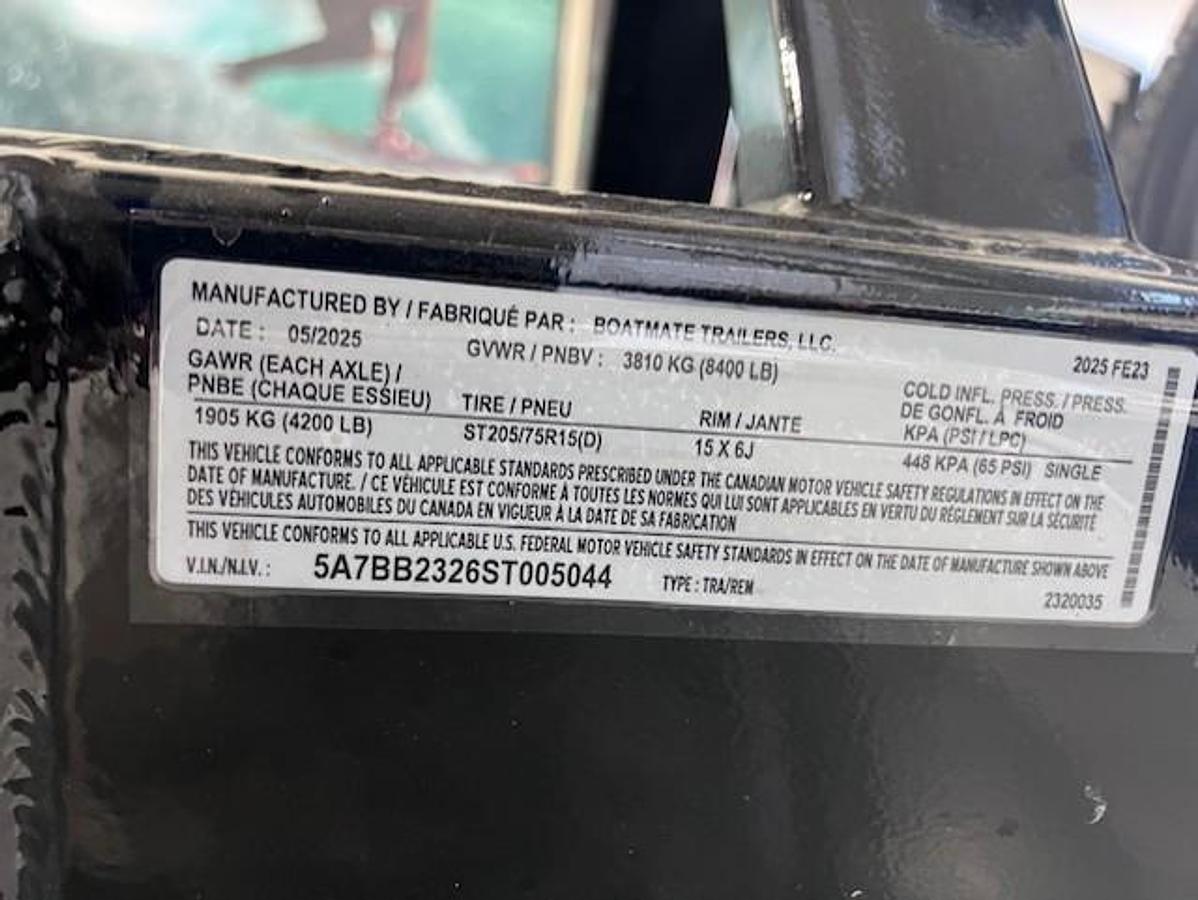 MANUFACTURED BY / FABRIQUÉ PAR : BOATMATE TRAILERS, LLC.
DATE : 05/2025 GVWR / PNBV : 3810 KG (8400 LB) 2025 FE23
GAWR (EACH AXLE) /
PNBE (CHAQUE ESSIEU) TIRE / PNEU RIM / JANTE COLD INFL. PRESS. / PRESS.
DE GONFL. À FROID
KPA (PSI / LPC)
1905 KG (4200 LB) ST205/75R15(D) 15 X 6J 448 KPA (65 PSI) SINGLE
THIS VEHICLE CONFORMS TO ALL APPLICABLE STANDARDS PRESCRIBED UNDER THE CANADIAN MOTOR VEHICLE SAFETY REGULATIONS IN EFFECT ON THE
DATE OF MANUFACTURE. / CE VÉHICULE EST CONFORME À TOUTES LES NORMES QUI LUI SONT APPLICABLES EN VERTU DU RÈGLEMENT SUR LA SÉCURITÉ
DES VÉHICULES AUTOMOBILES DU CANADA EN VIGUEUR À LA DATE DE SA FABRICATION
THIS VEHICLE CONFORMS TO ALL APPLICABLE U.S. FEDERAL MOTOR VEHICLE SAFETY STANDARDS IN EFFECT ON THE DATE OF MANUFACTURE SHOWN ABOVE
V.I.N./N.I.V. : 5A7BB2326ST005044 TYPE : TRA/REM 2320035